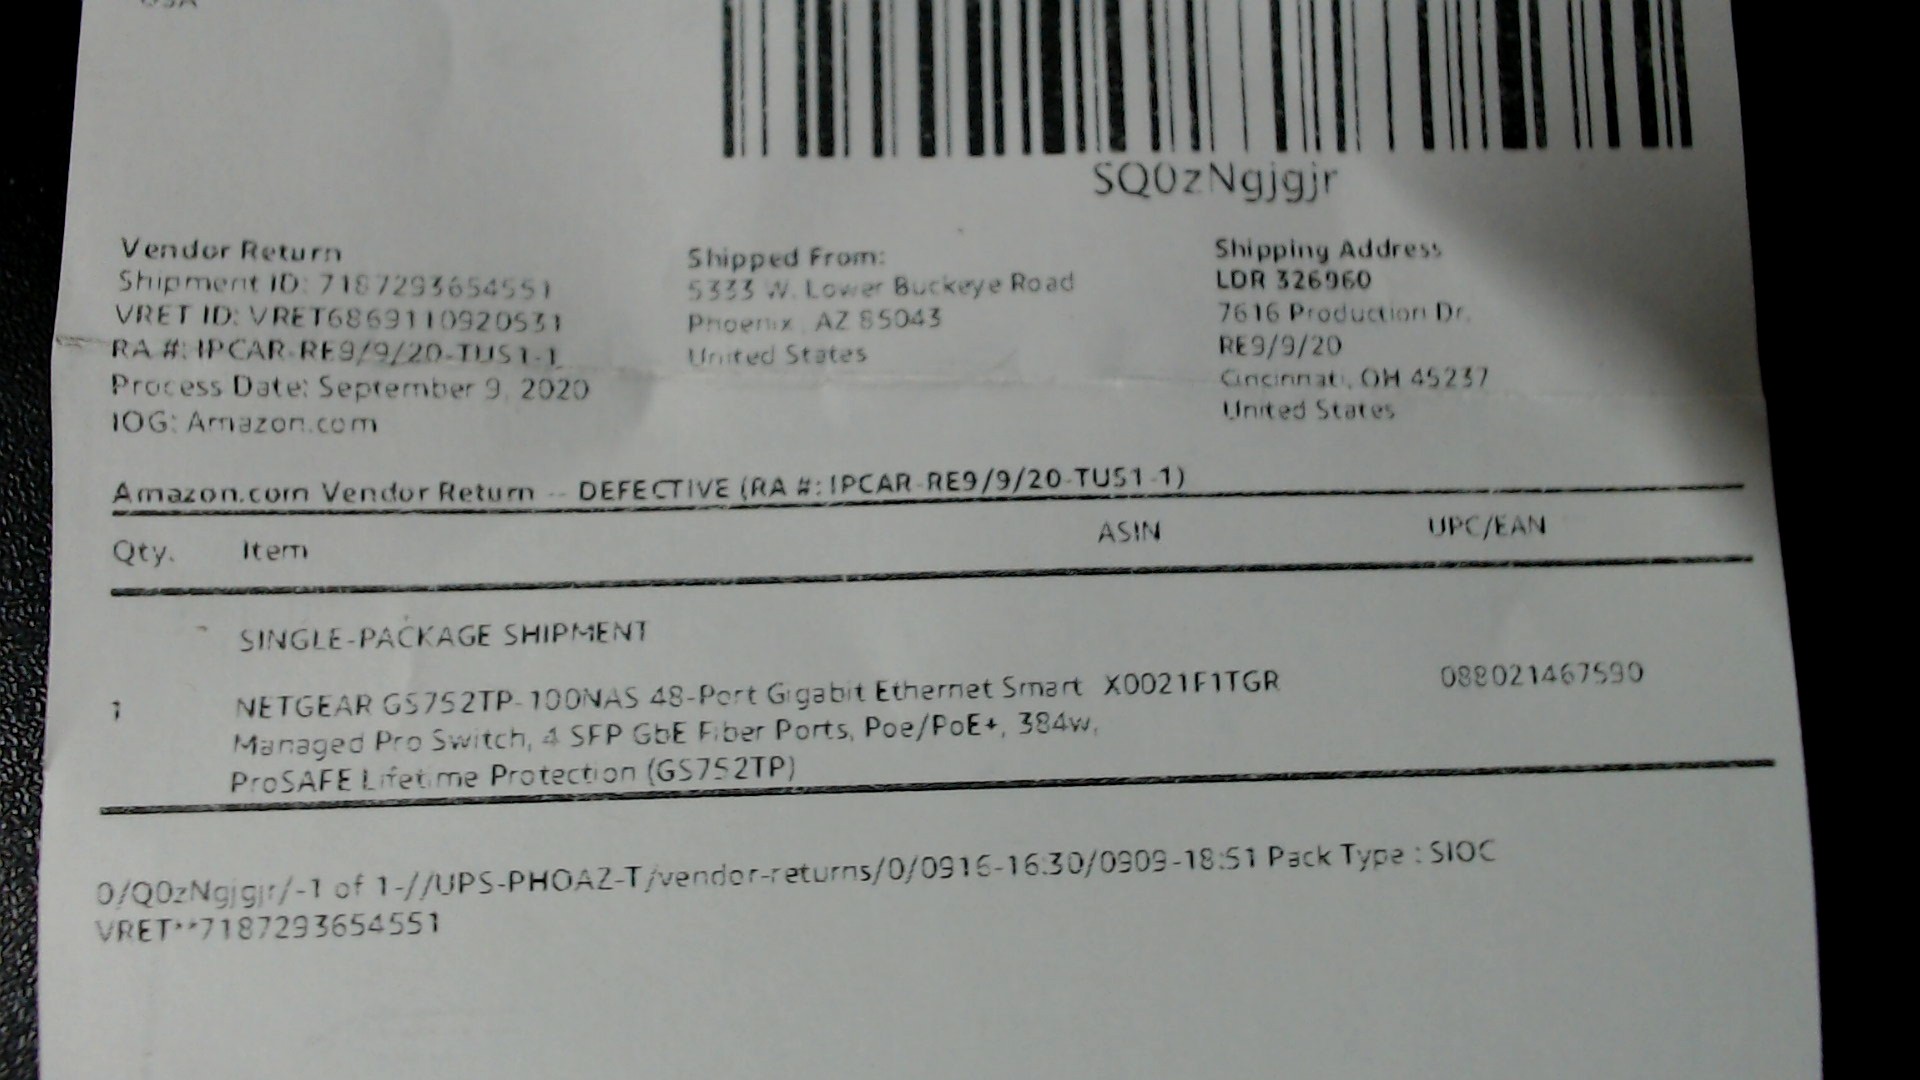 USA
SQ0zNgjgjr
Vendor Return
Shipment ID: 7187293654551
VRET ID: VRET6869110920531
RA #: IPCAR-RE9/9/20-TUS1-1
Process Date: September 9, 2020
IOG: Amazon.com
Shipped From:
5333 W. Lower Buckeye Road
Phoenix, AZ 85043
United States
Shipping Address
LDR 326960
7616 Production Dr.
RE9/9/20
Cincinnati, OH 45237
United States
Amazon.com Vendor Return -- DEFECTIVE (RA #: IPCAR-RE9/9/20-TUS1-1)
Qty. Item ASIN UPC/EAN
SINGLE-PACKAGE SHIPMENT
1 NETGEAR GS752TP-100NAS 48-Port Gigabit Ethernet Smart X0021F1TGR 088021467590
Managed Pro Switch, 4 SFP GbE Fiber Ports, Poe/PoE+, 384w,
ProSAFE Lifetime Protection (GS752TP)
0/Q0zNgjgjr/-1 of 1-//UPS-PHOAZ-T/vendor-returns/0/0916-16:30/0909-18:51 Pack Type : SIOC
VRET**7187293654551